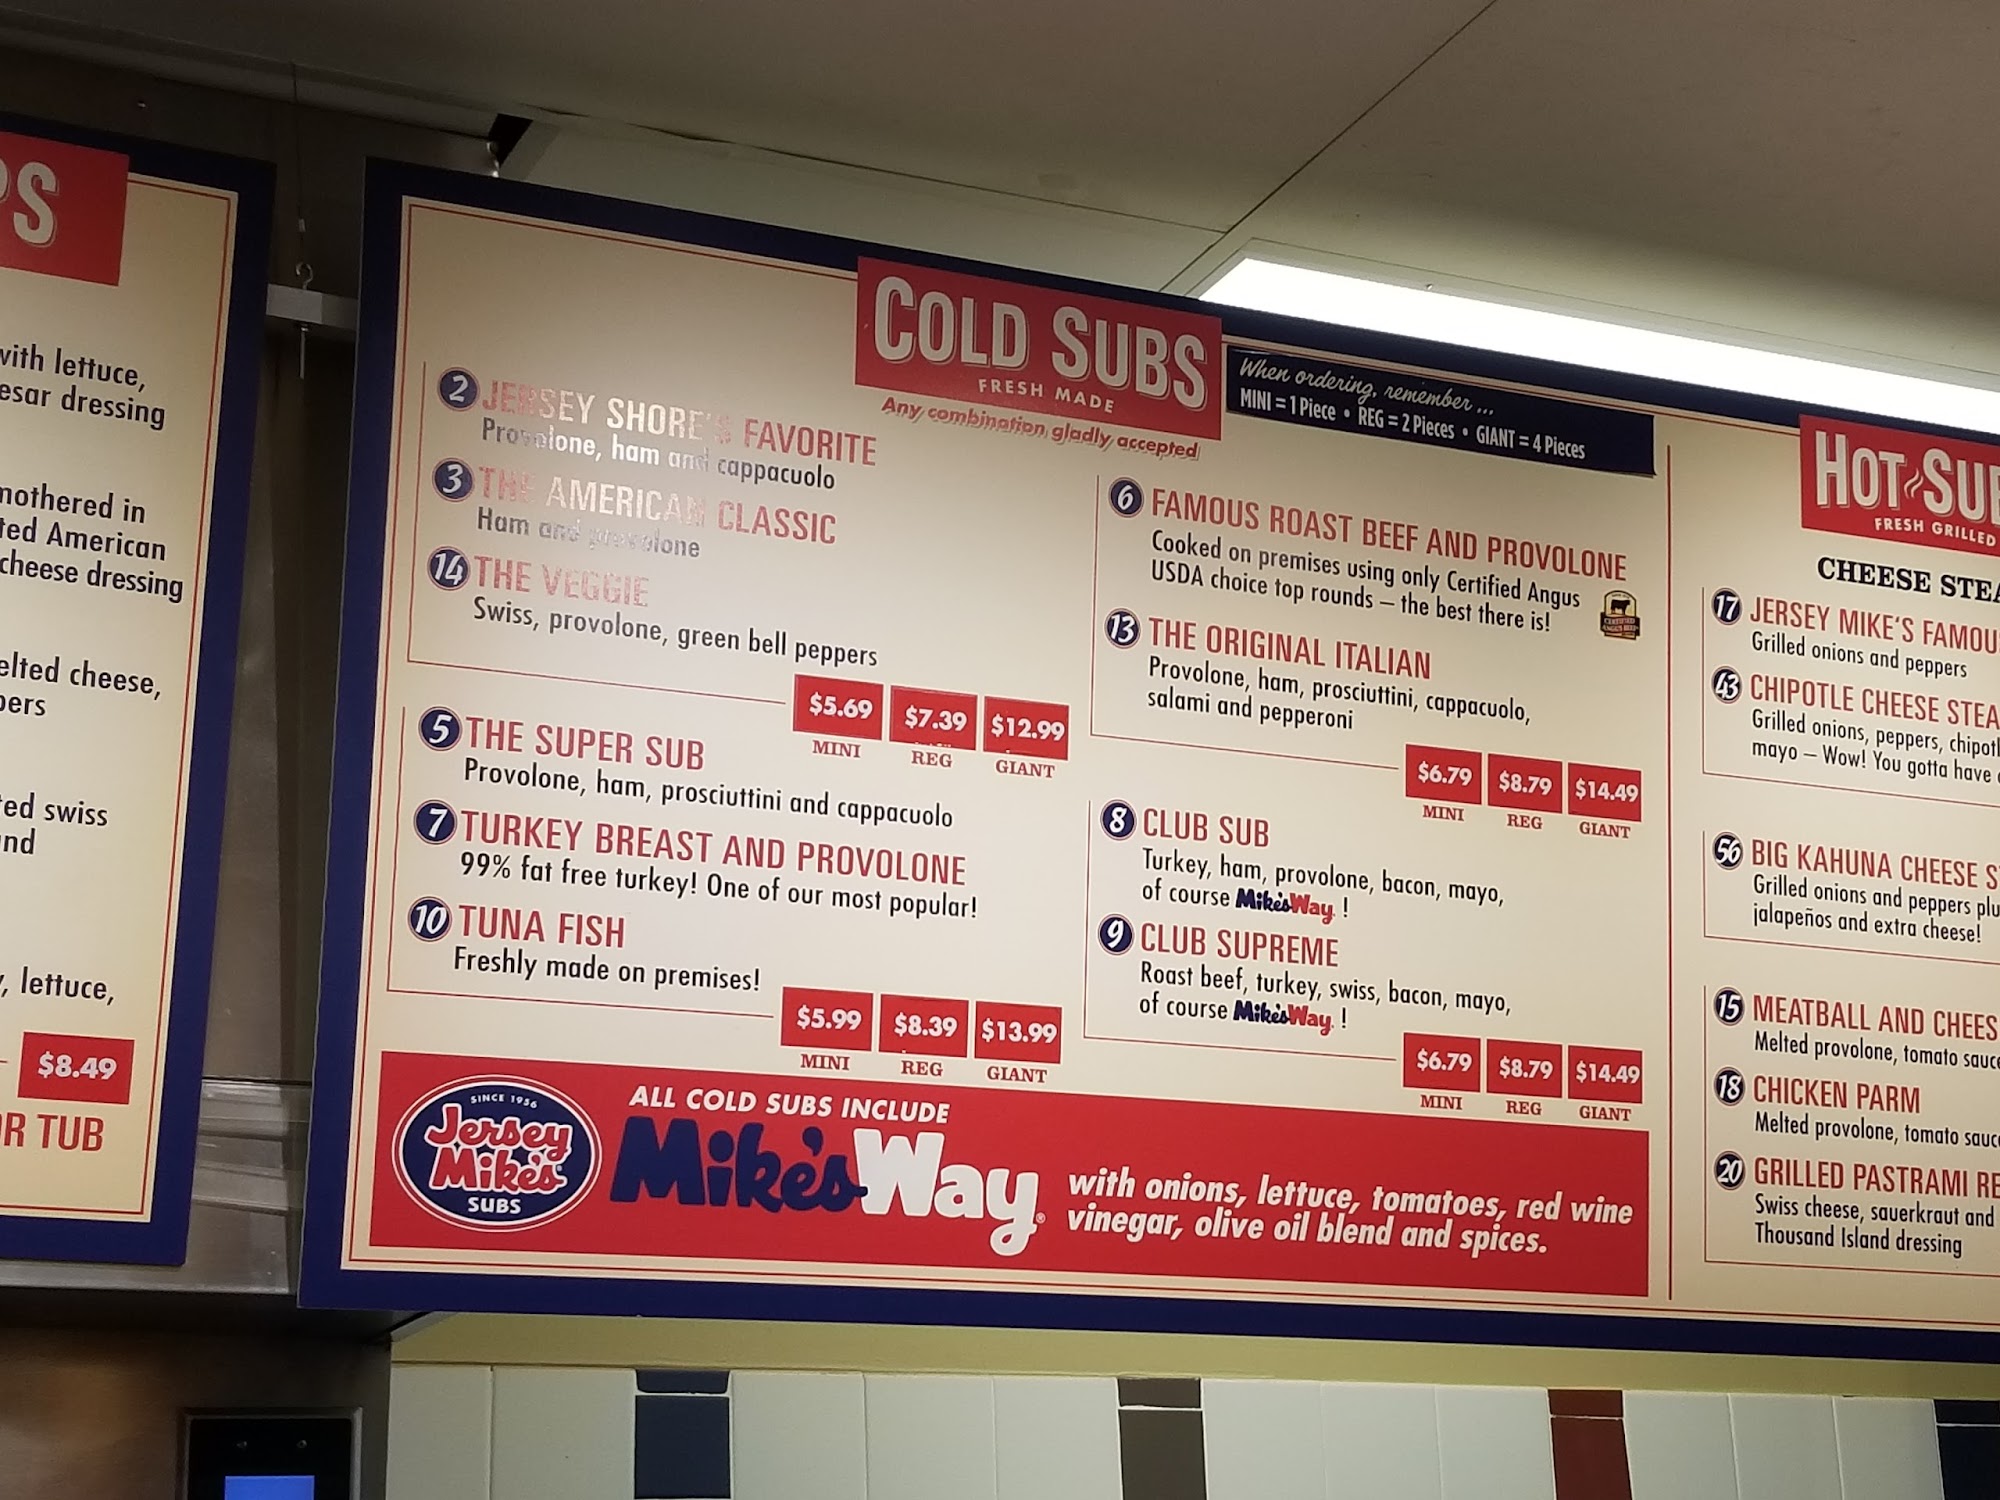 PS
with lettuce,
esar dressing
mothered in
ted American
cheese dressing
elted cheese,
pers
ted swiss
and
, lettuce,
$8.49
OR TUB
COLD SUBS
FRESH MADE
Any combination gladly accepted
When ordering, remember ...
MINI = 1 Piece • REG = 2 Pieces • GIANT = 4 Pieces
2 JERSEY SHORE'S FAVORITE
Provolone, ham and cappacuolo
3 THE AMERICAN CLASSIC
Ham and provolone
14 THE VEGGIE
Swiss, provolone, green bell peppers
$5.69 $7.39 $12.99
MINI REG GIANT
5 THE SUPER SUB
Provolone, ham, prosciuttini and cappacuolo
7 TURKEY BREAST AND PROVOLONE
99% fat free turkey! One of our most popular!
10 TUNA FISH
Freshly made on premises!
$5.99 $8.39 $13.99
MINI REG GIANT
6 FAMOUS ROAST BEEF AND PROVOLONE
Cooked on premises using only Certified Angus
USDA choice top rounds – the best there is!
CERTIFIED
ANGUS BEEF
13 THE ORIGINAL ITALIAN
Provolone, ham, prosciuttini, cappacuolo,
salami and pepperoni
$6.79 $8.79 $14.49
MINI REG GIANT
8 CLUB SUB
Turkey, ham, provolone, bacon, mayo,
of course Mike's Way !
9 CLUB SUPREME
Roast beef, turkey, swiss, bacon, mayo,
of course Mike's Way !
$6.79 $8.79 $14.49
MINI REG GIANT
SINCE 1956
Jersey
Mike's
SUBS
ALL COLD SUBS INCLUDE
Mike's Way®
with onions, lettuce, tomatoes, red wine
vinegar, olive oil blend and spices.
HOT SUB
FRESH GRILLED
CHEESE STEA
17 JERSEY MIKE'S FAMOU
Grilled onions and peppers
43 CHIPOTLE CHEESE STEA
Grilled onions, peppers, chipotl
mayo – Wow! You gotta have
56 BIG KAHUNA CHEESE S
Grilled onions and peppers plu
jalapeños and extra cheese!
15 MEATBALL AND CHEES
Melted provolone, tomato sauce
18 CHICKEN PARM
Melted provolone, tomato sauc
20 GRILLED PASTRAMI RE
Swiss cheese, sauerkraut and
Thousand Island dressing